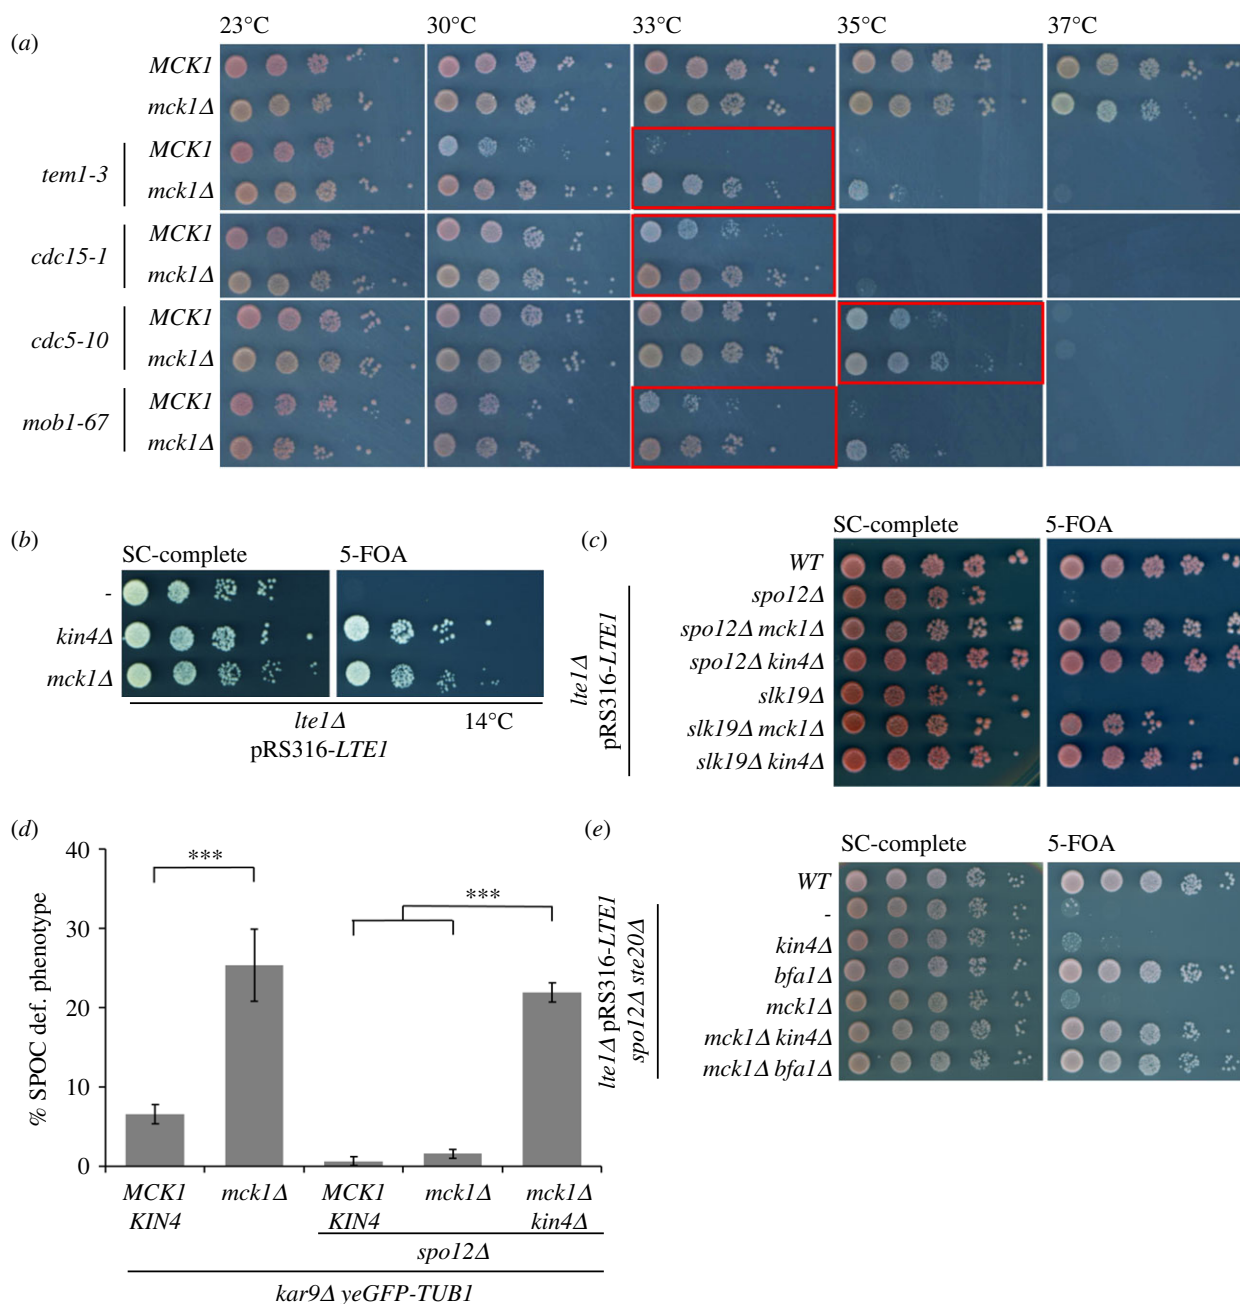 (a)
23°C 30°C 33°C 35°C 37°C
MCK1
mck1Δ
tem1-3
MCK1
mck1Δ
cdc15-1
MCK1
mck1Δ
cdc5-10
MCK1
mck1Δ
mob1-67
MCK1
mck1Δ
(b)
SC-complete 5-FOA
-
kin4Δ
mck1Δ
lte1Δ 14°C
pRS316-LTE1
(c)
SC-complete 5-FOA
lte1Δ
pRS316-LTE1
WT
spo12Δ
spo12Δ mck1Δ
spo12Δ kin4Δ
slk19Δ
slk19Δ mck1Δ
slk19Δ kin4Δ
(d)
% SPOC def. phenotype
40
30
20
10
0
***
***
MCK1 mck1Δ MCK1 mck1Δ mck1Δ
KIN4 KIN4 kin4Δ
spo12Δ
kar9Δ yeGFP-TUB1
(e)
SC-complete 5-FOA
lte1Δ pRS316-LTE1
spo12Δ ste20Δ
WT
-
kin4Δ
bfa1Δ
mck1Δ
mck1Δ kin4Δ
mck1Δ bfa1Δ